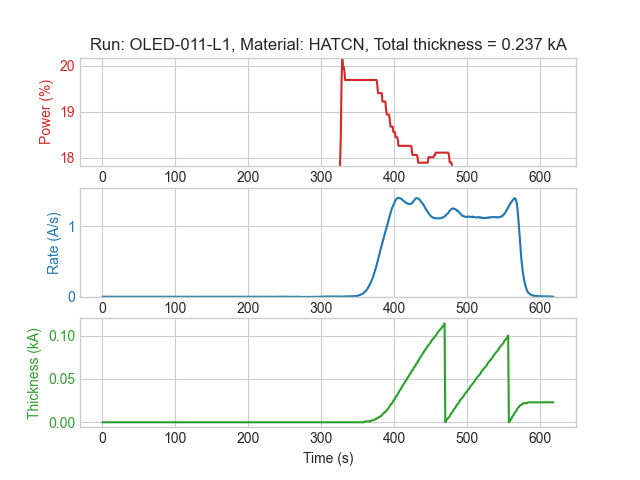 Run: OLED-011-L1, Material: HATCN, Total thickness = 0.237 kA
Power (%)
20
19
18
0 100 200 300 400 500 600
Rate (A/s)
1
0
0 100 200 300 400 500 600
Thickness (kA)
0.10
0.05
0.00
0 100 200 300 400 500 600
Time (s)